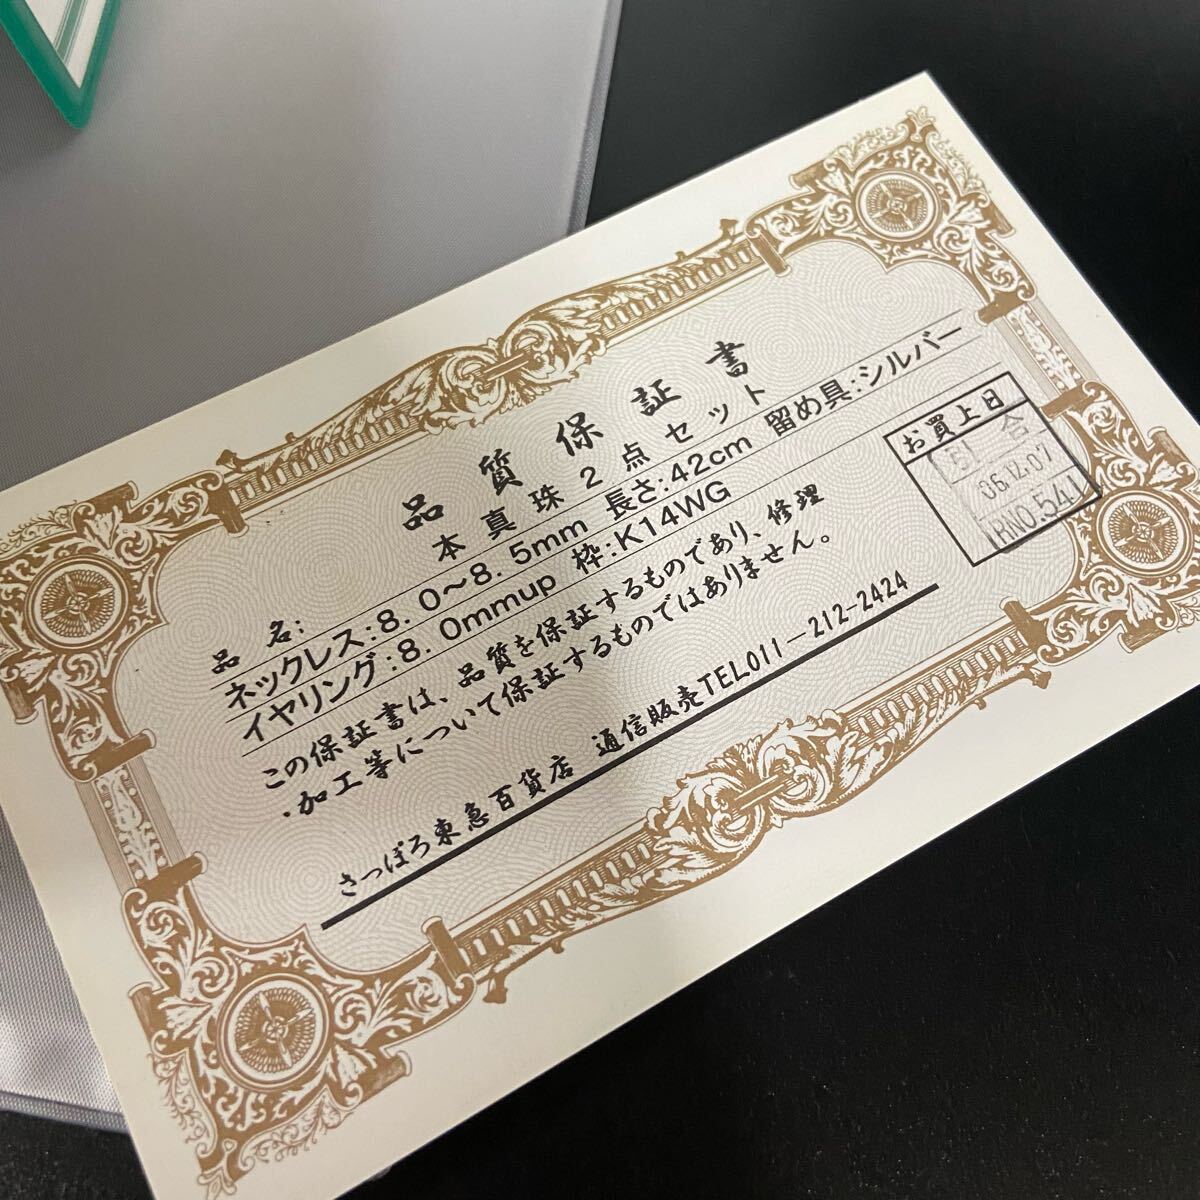 品質保証書
品名: 本真珠2点セット
ネックレス:8.0〜8.5mm 長さ:42cm 留め具:シルバー
イヤリング:8.0mmup 枠:K14WG
この保証書は、品質を保証するものであり、修理
・加工等について保証するものではありません。
さっぽろ東急百貨店 通信販売TEL011-212-2424
お買上日
06.12.07
RNO.541